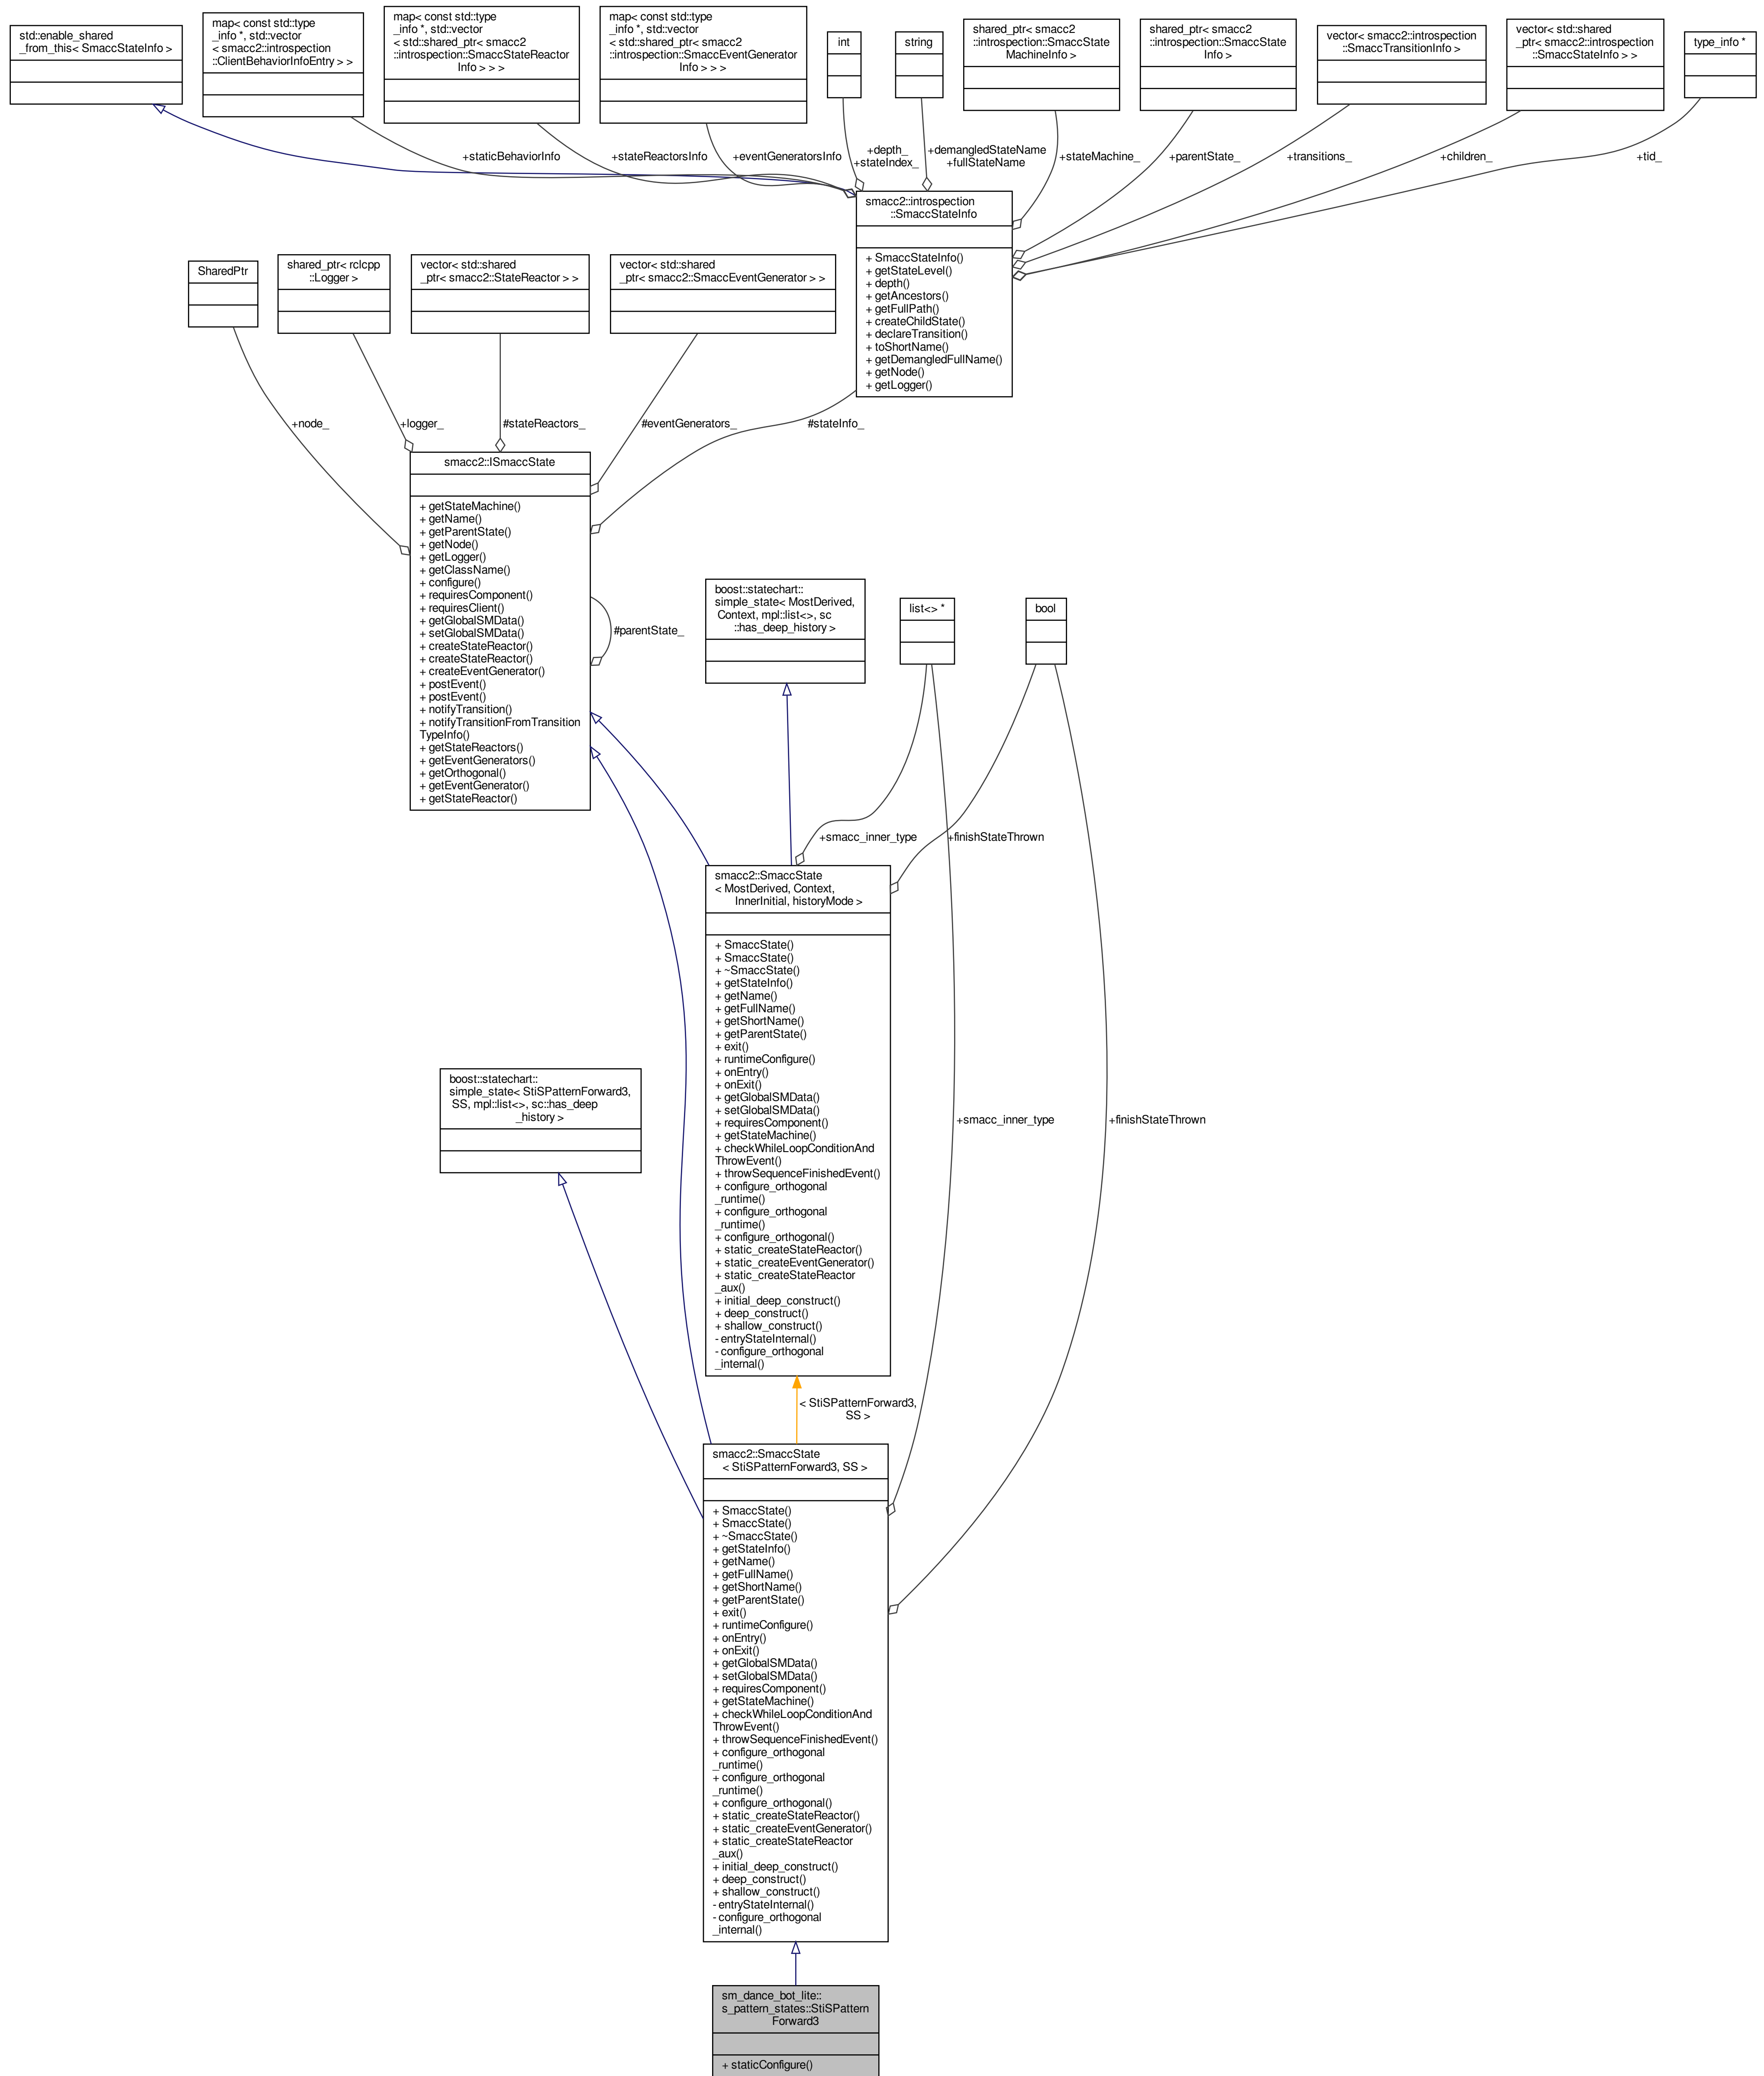 std::enable_shared
_from_this< SmaccStateInfo >
map< const std::type
_info *, std::vector
< smacc2::introspection
::ClientBehaviorInfoEntry > >
map< const std::type
_info *, std::vector
< std::shared_ptr< smacc2
::introspection::SmaccStateReactor
Info > > >
map< const std::type
_info *, std::vector
< std::shared_ptr< smacc2
::introspection::SmaccEventGenerator
Info > > >
int
string
shared_ptr< smacc2
::introspection::SmaccState
MachineInfo >
shared_ptr< smacc2
::introspection::SmaccState
Info >
vector< smacc2::introspection
::SmaccTransitionInfo >
vector< std::shared
_ptr< smacc2::introspection
::SmaccStateInfo > >
type_info *
+staticBehaviorInfo
+stateReactorsInfo
+eventGeneratorsInfo
+depth_
+stateIndex_
+demangledStateName
+fullStateName
+stateMachine_
+parentState_
+transitions_
+children_
+tid_
smacc2::introspection
::SmaccStateInfo
+ SmaccStateInfo()
+ getStateLevel()
+ depth()
+ getAncestors()
+ getFullPath()
+ createChildState()
+ declareTransition()
+ toShortName()
+ getDemangledFullName()
+ getNode()
+ getLogger()
SharedPtr
shared_ptr< rclcpp
::Logger >
vector< std::shared
_ptr< smacc2::StateReactor > >
vector< std::shared
_ptr< smacc2::SmaccEventGenerator > >
+node_
+logger_
#stateReactors_
#eventGenerators_
#stateInfo_
smacc2::ISmaccState
+ getStateMachine()
+ getName()
+ getParentState()
+ getNode()
+ getLogger()
+ getClassName()
+ configure()
+ requiresComponent()
+ requiresClient()
+ getGlobalSMData()
+ setGlobalSMData()
+ createStateReactor()
+ createStateReactor()
+ createEventGenerator()
+ postEvent()
+ postEvent()
+ notifyTransition()
+ notifyTransitionFromTransition
TypeInfo()
+ getStateReactors()
+ getEventGenerators()
+ getOrthogonal()
+ getEventGenerator()
+ getStateReactor()
#parentState_
boost::statechart::
simple_state< MostDerived,
Context, mpl::list<>, sc
::has_deep_history >
list<> *
bool
+smacc_inner_type
+finishStateThrown
smacc2::SmaccState
< MostDerived, Context,
InnerInitial, historyMode >
+ SmaccState()
+ SmaccState()
+ ~SmaccState()
+ getStateInfo()
+ getName()
+ getFullName()
+ getShortName()
+ getParentState()
+ exit()
+ runtimeConfigure()
+ onEntry()
+ onExit()
+ getGlobalSMData()
+ setGlobalSMData()
+ requiresComponent()
+ getStateMachine()
+ checkWhileLoopConditionAnd
ThrowEvent()
+ throwSequenceFinishedEvent()
+ configure_orthogonal
_runtime()
+ configure_orthogonal
_runtime()
+ configure_orthogonal()
+ static_createStateReactor()
+ static_createEventGenerator()
+ static_createStateReactor
_aux()
+ initial_deep_construct()
+ deep_construct()
+ shallow_construct()
- entryStateInternal()
- configure_orthogonal
_internal()
boost::statechart::
simple_state< StiSPatternForward3,
SS, mpl::list<>, sc::has_deep
_history >
+smacc_inner_type
+finishStateThrown
< StiSPatternForward3,
SS >
smacc2::SmaccState
< StiSPatternForward3, SS >
+ SmaccState()
+ SmaccState()
+ ~SmaccState()
+ getStateInfo()
+ getName()
+ getFullName()
+ getShortName()
+ getParentState()
+ exit()
+ runtimeConfigure()
+ onEntry()
+ onExit()
+ getGlobalSMData()
+ setGlobalSMData()
+ requiresComponent()
+ getStateMachine()
+ checkWhileLoopConditionAnd
ThrowEvent()
+ throwSequenceFinishedEvent()
+ configure_orthogonal
_runtime()
+ configure_orthogonal
_runtime()
+ configure_orthogonal()
+ static_createStateReactor()
+ static_createEventGenerator()
+ static_createStateReactor
_aux()
+ initial_deep_construct()
+ deep_construct()
+ shallow_construct()
- entryStateInternal()
- configure_orthogonal
_internal()
sm_dance_bot_lite::
s_pattern_states::StiSPattern
Forward3
+ staticConfigure()